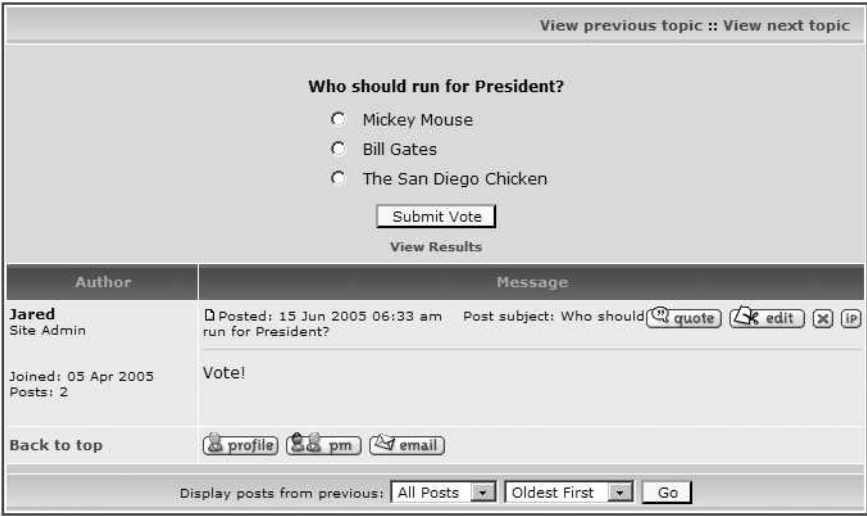 View previous topic :: View next topic
Who should run for President?
Mickey Mouse
Bill Gates
The San Diego Chicken
Submit Vote
View Results
Author Message
Jared
Site Admin
Joined: 05 Apr 2005
Posts: 2
Posted: 15 Jun 2005 06:33 am Post subject: Who should
run for President?
quote edit X iP
Vote!
Back to top profile pm email
Display posts from previous: All Posts Oldest First Go